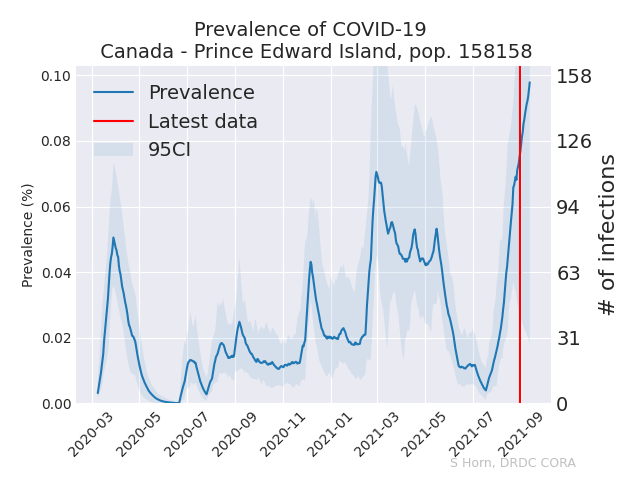 Prevalence of COVID-19
Canada - Prince Edward Island, pop. 158158
Prevalence
Latest data
95CI
Prevalence (%)
0.10
0.08
0.06
0.04
0.02
0.00
158
126
94
63
31
0
# of infections
2020-03
2020-05
2020-07
2020-09
2020-11
2021-01
2021-03
2021-05
2021-07
2021-09
S Horn, DRDC CORA